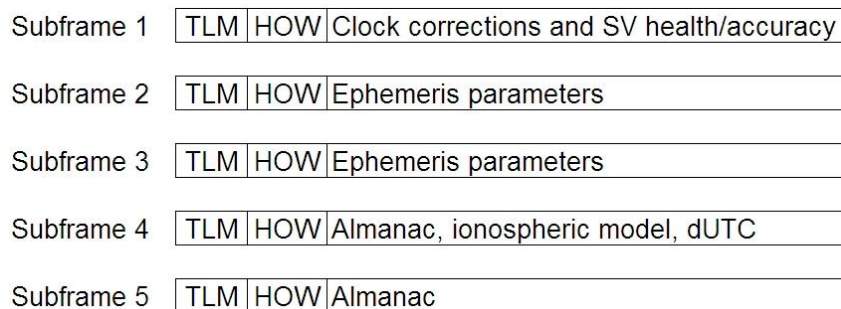 Subframe 1 TLM HOW Clock corrections and SV health/accuracy
Subframe 2 TLM HOW Ephemeris parameters
Subframe 3 TLM HOW Ephemeris parameters
Subframe 4 TLM HOW Almanac, ionospheric model, dUTC
Subframe 5 TLM HOW Almanac